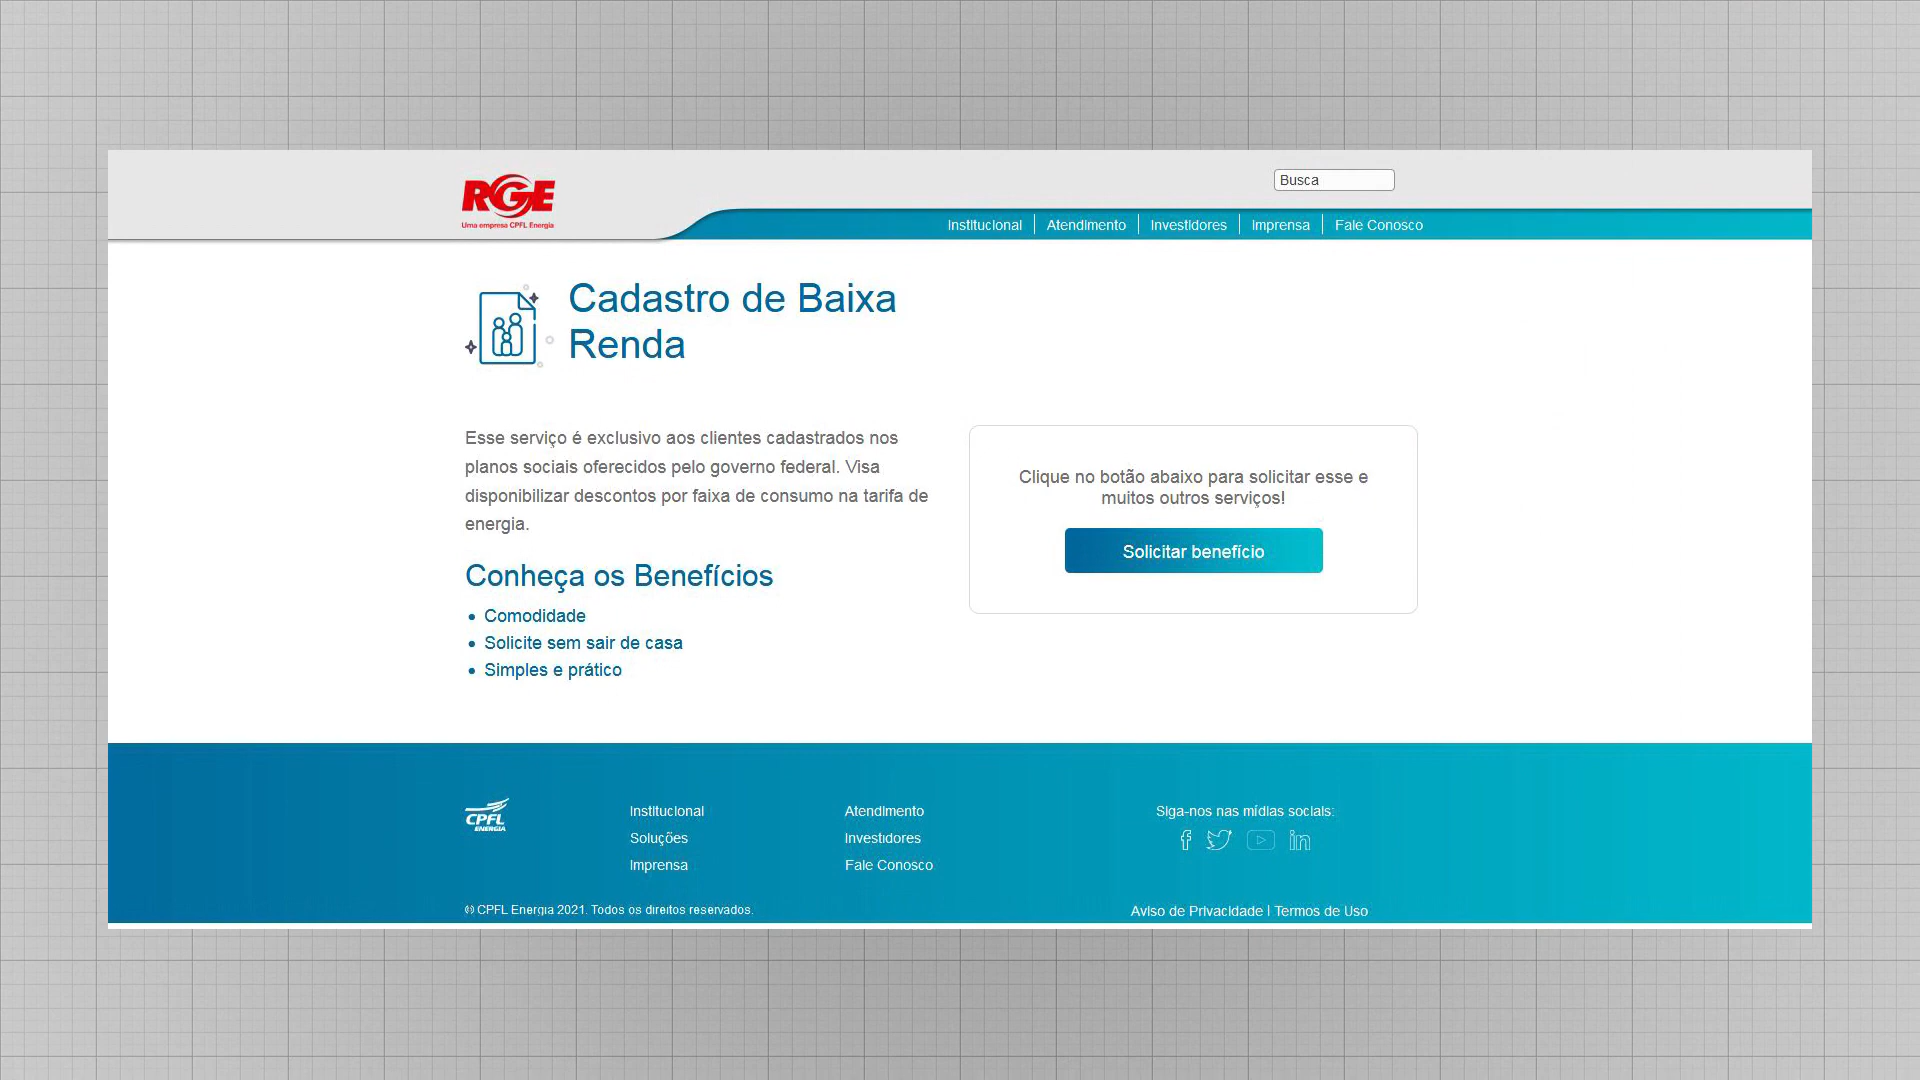 RGE
Uma empresa CPFL Energia
Busca
Institucional
Atendimento
Investidores
Imprensa
Fale Conosco
Cadastro de Baixa
Renda
Esse serviço é exclusivo aos clientes cadastrados nos
planos sociais oferecidos pelo governo federal. Visa
disponibilizar descontos por faixa de consumo na tarifa de
energia.
Conheça os Benefícios
• Comodidade
• Solicite sem sair de casa
• Simples e prático
Clique no botão abaixo para solicitar esse e
muitos outros serviços!
Solicitar benefício
CPFL
ENERGIA
Institucional
Soluções
Imprensa
Atendimento
Investidores
Fale Conosco
Siga-nos nas mídias sociais:
© CPFL Energia 2021. Todos os direitos reservados.
Aviso de Privacidade | Termos de Uso